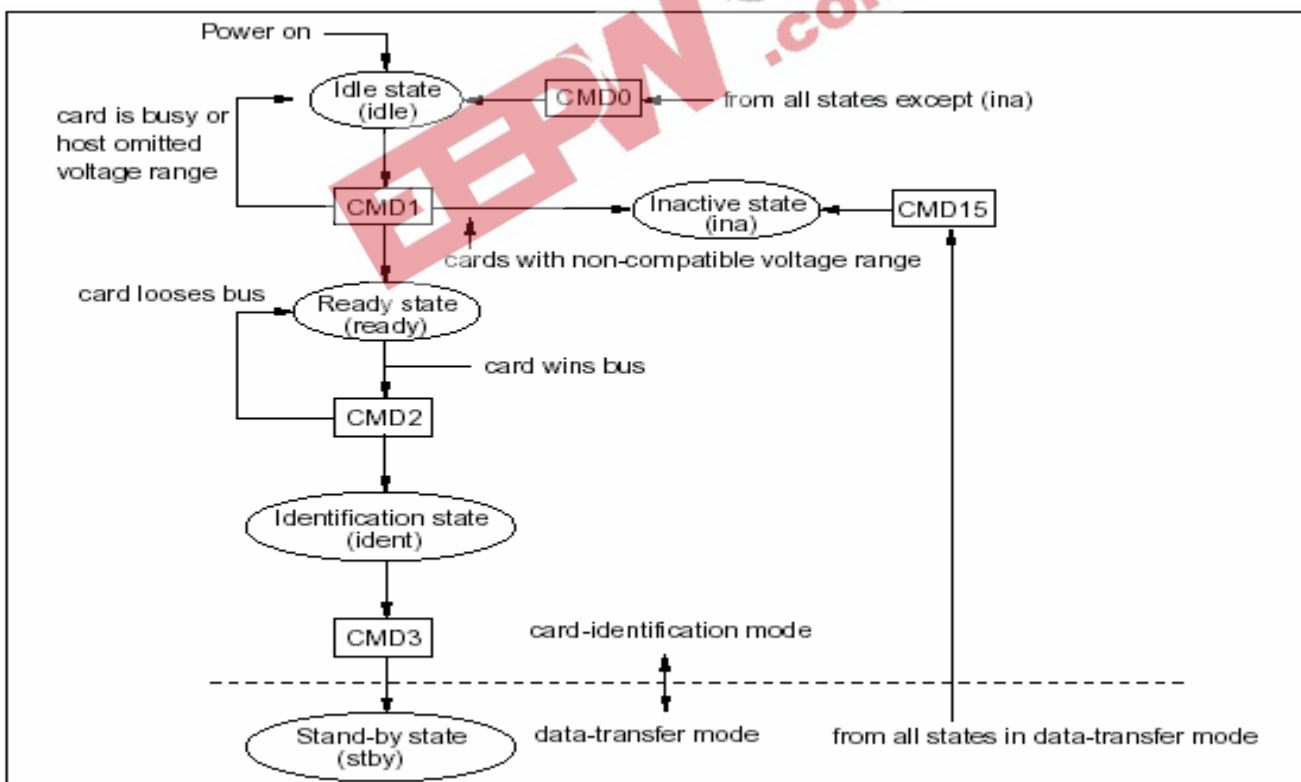 Power on
Idle state
(idle)
CMD0
from all states except (ina)
card is busy or
host omitted
voltage range
CMD1
Inactive state
(ina)
CMD15
cards with non-compatible voltage range
card looses bus
Ready state
(ready)
card wins bus
CMD2
Identification state
(ident)
CMD3
card-identification mode
Stand-by state
(stby)
data-transfer mode
from all states in data-transfer mode
EEPW
.com